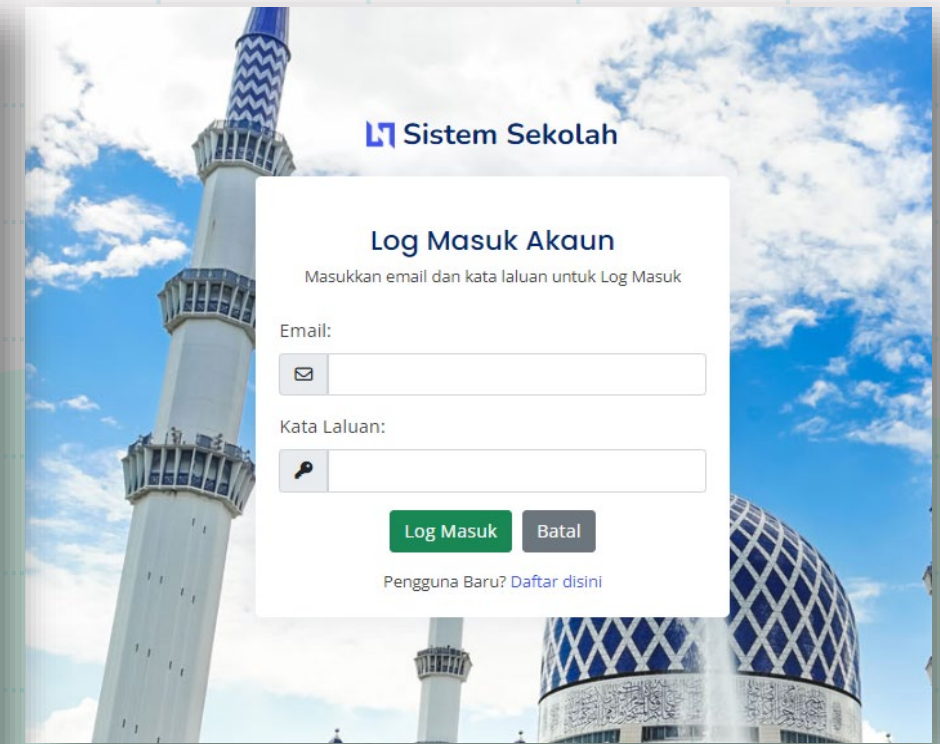 Sistem Sekolah
Log Masuk Akaun
Masukkan email dan kata laluan untuk Log Masuk
Email:
Kata Laluan:
Log Masuk Batal
Pengguna Baru? Daftar disini